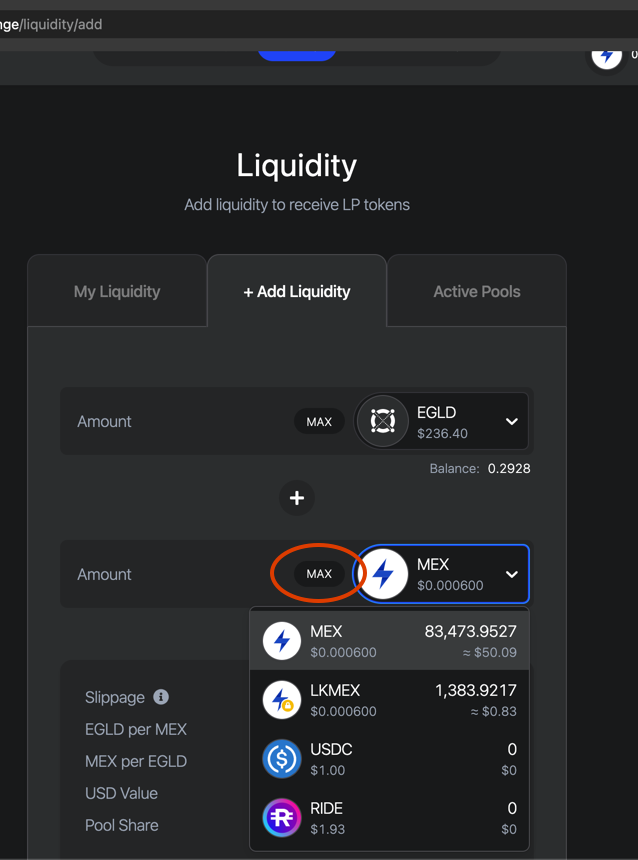 nge/liquidity/add
0
Liquidity
Add liquidity to receive LP tokens
My Liquidity
+ Add Liquidity
Active Pools
Amount
MAX
EGLD
$236.40
Balance: 0.2928
+
Amount
MAX
MEX
$0.000600
MEX 83,473.9527
$0.000600 ≈ $50.09
LKMEX 1,383.9217
$0.000600 ≈ $0.83
USDC 0
$1.00 $0
RIDE 0
$1.93 $0
Slippage
EGLD per MEX
MEX per EGLD
USD Value
Pool Share